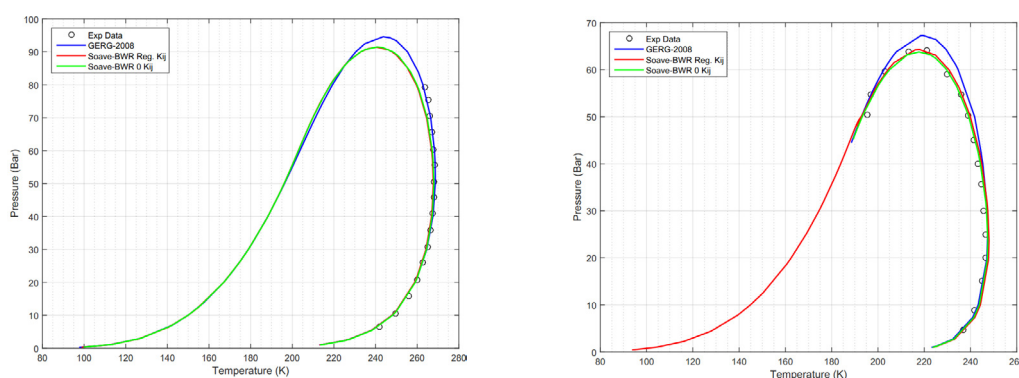 100
90
80
70
60
50
40
30
20
10
0
Pressure (Bar)
Exp Data
GERG-2008
Soave-BWR Reg. Kij
Soave-BWR 0 Kij
80 100 120 140 160 180 200 220 240 260 280
Temperature (K)
70
60
50
40
30
20
10
0
Pressure (Bar)
Exp Data
GERG-2008
Soave-BWR Reg. Kij
Soave-BWR 0 Kij
80 100 120 140 160 180 200 220 240 26
Temperature (K)